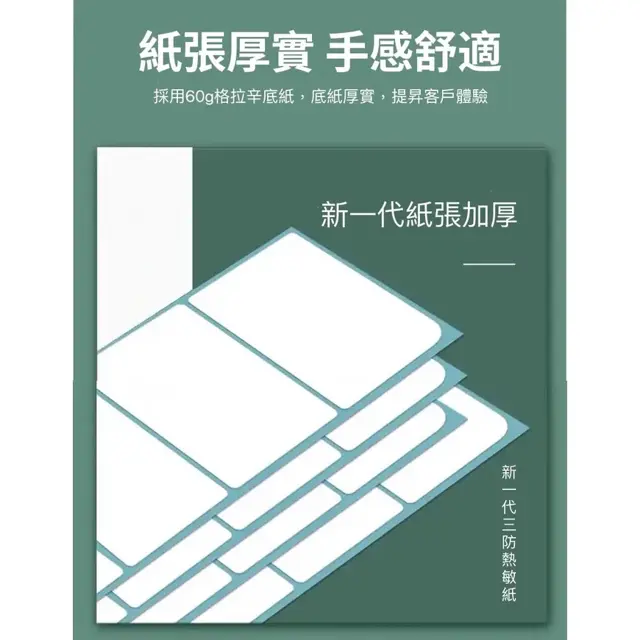 紙張厚實 手感舒適
採用60g格拉辛底紙，底紙厚實，提昇客戶體驗
新一代紙張加厚
新一代三防熱敏紙